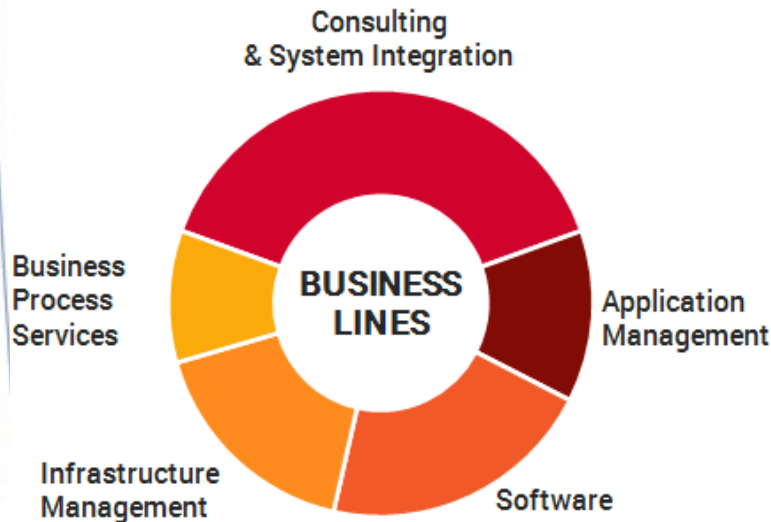 Consulting
& System Integration
BUSINESS
LINES
Business
Process
Services
Application
Management
Infrastructure
Management
Software